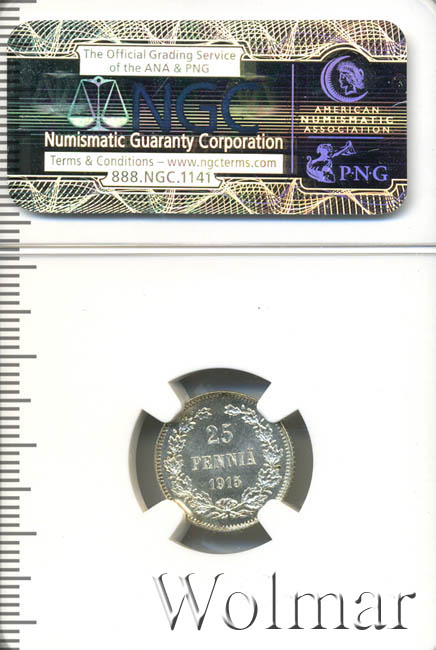 The Official Grading Service
of the ANA & PNG
NGC
Numismatic Guaranty Corporation
Terms & Conditions – www.ngcterms.com
888.NGC.1141
AMERICAN
NUMISMATIC
ASSOCIATION
P·N·G
25
PENNIÄ
1915
Wolmar